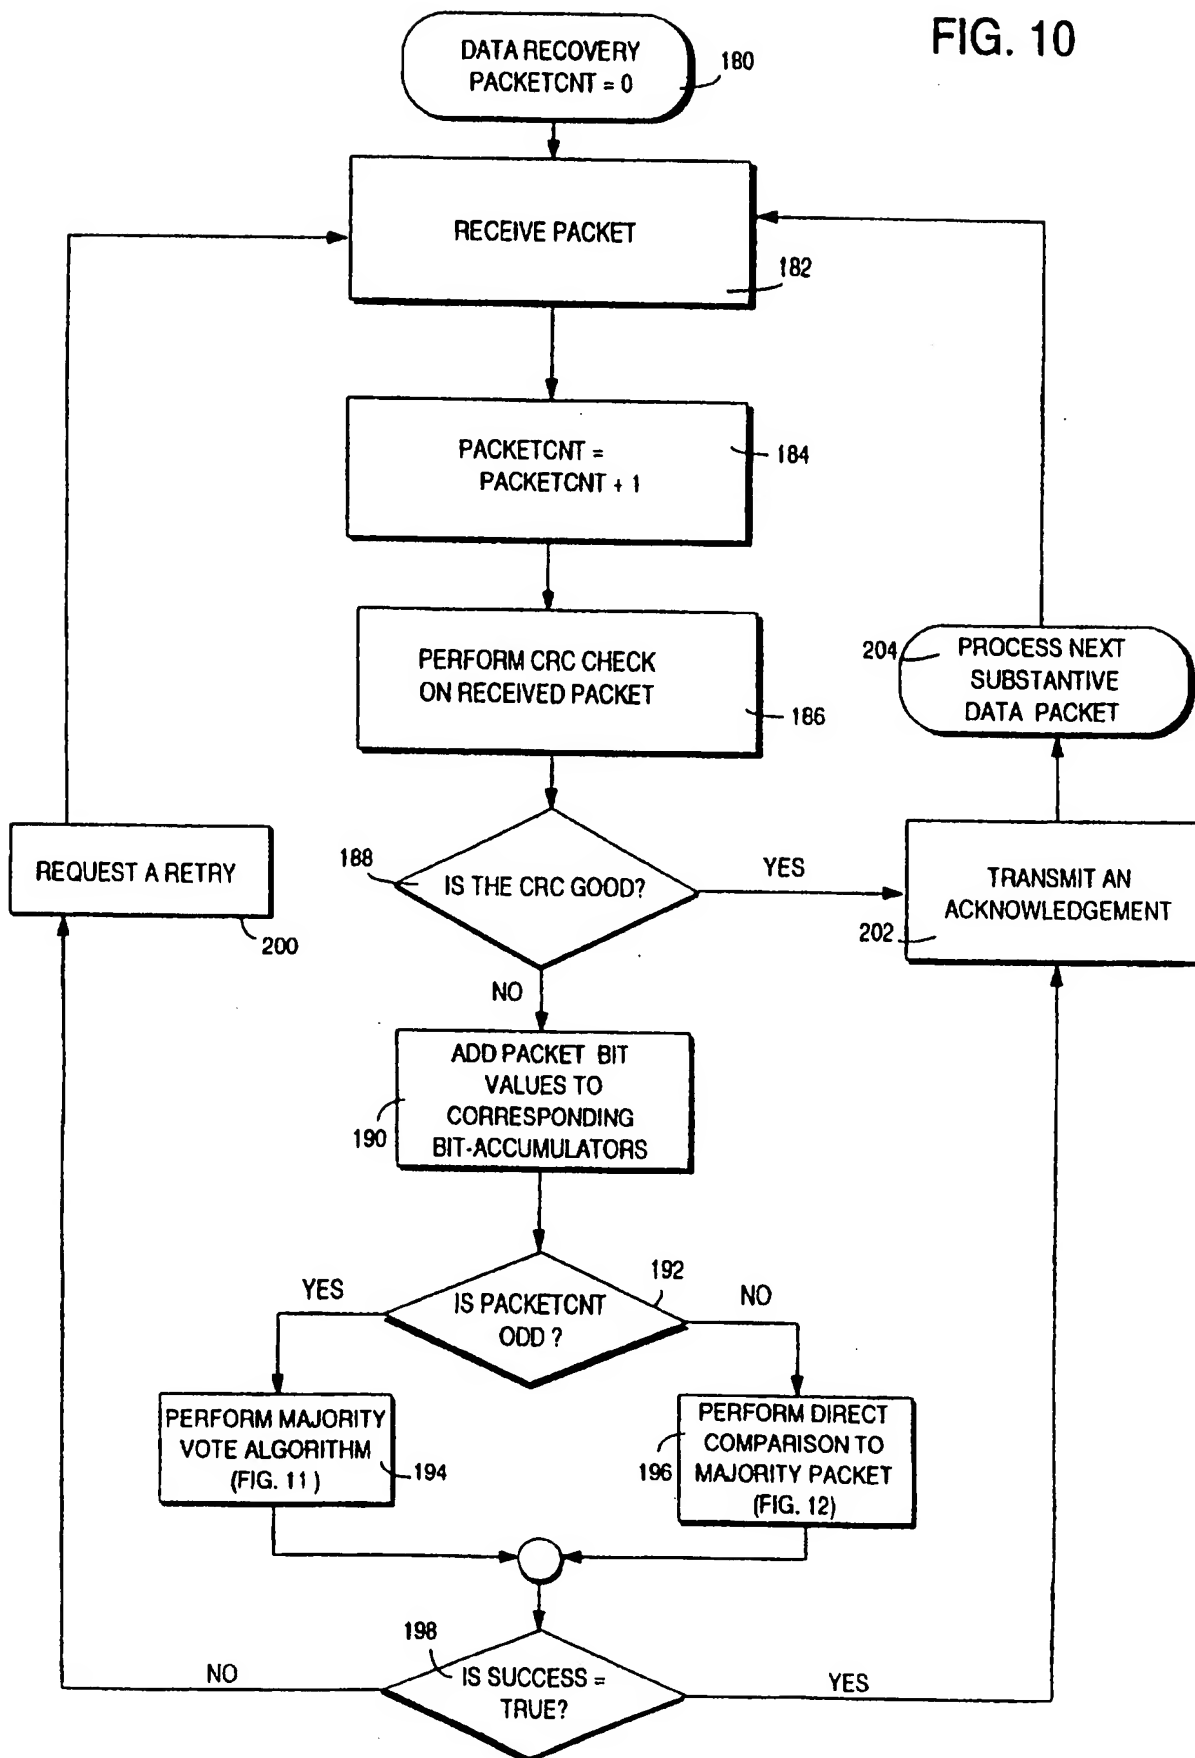 FIG. 10
DATA RECOVERY
PACKETCNT = 0
180
RECEIVE PACKET
182
PACKETCNT =
PACKETCNT + 1
184
PERFORM CRC CHECK
ON RECEIVED PACKET
186
204
PROCESS NEXT
SUBSTANTIVE
DATA PACKET
REQUEST A RETRY
200
188
IS THE CRC GOOD?
YES
TRANSMIT AN
ACKNOWLEDGEMENT
202
NO
ADD PACKET BIT
VALUES TO
CORRESPONDING
BIT-ACCUMULATORS
190
YES
IS PACKETCNT
ODD ?
192
NO
PERFORM MAJORITY
VOTE ALGORITHM
(FIG. 11)
194
PERFORM DIRECT
COMPARISON TO
MAJORITY PACKET
(FIG. 12)
196
198
NO
IS SUCCESS =
TRUE?
YES